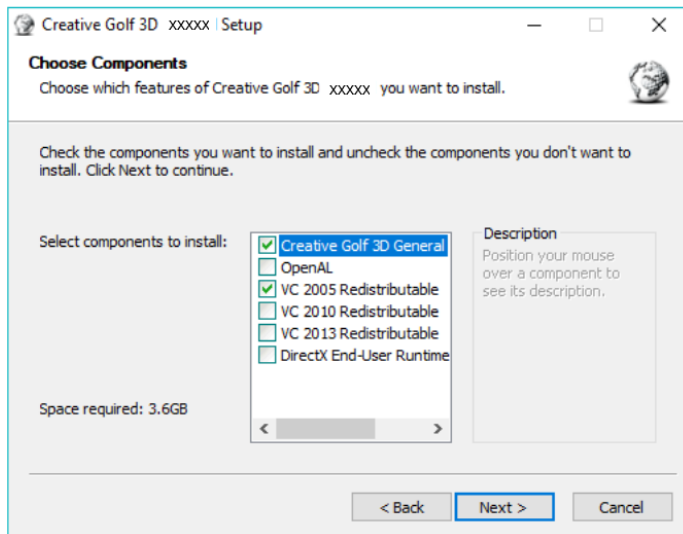 Creative Golf 3D xxxxx Setup
Choose Components
Choose which features of Creative Golf 3D xxxxx you want to install.
Check the components you want to install and uncheck the components you don't want to
install. Click Next to continue.
Select components to install:
Creative Golf 3D General
OpenAL
VC 2005 Redistributable
VC 2010 Redistributable
VC 2013 Redistributable
DirectX End-User Runtime
Description
Position your mouse
over a component to
see its description.
Space required: 3.6GB
< Back
Next >
Cancel